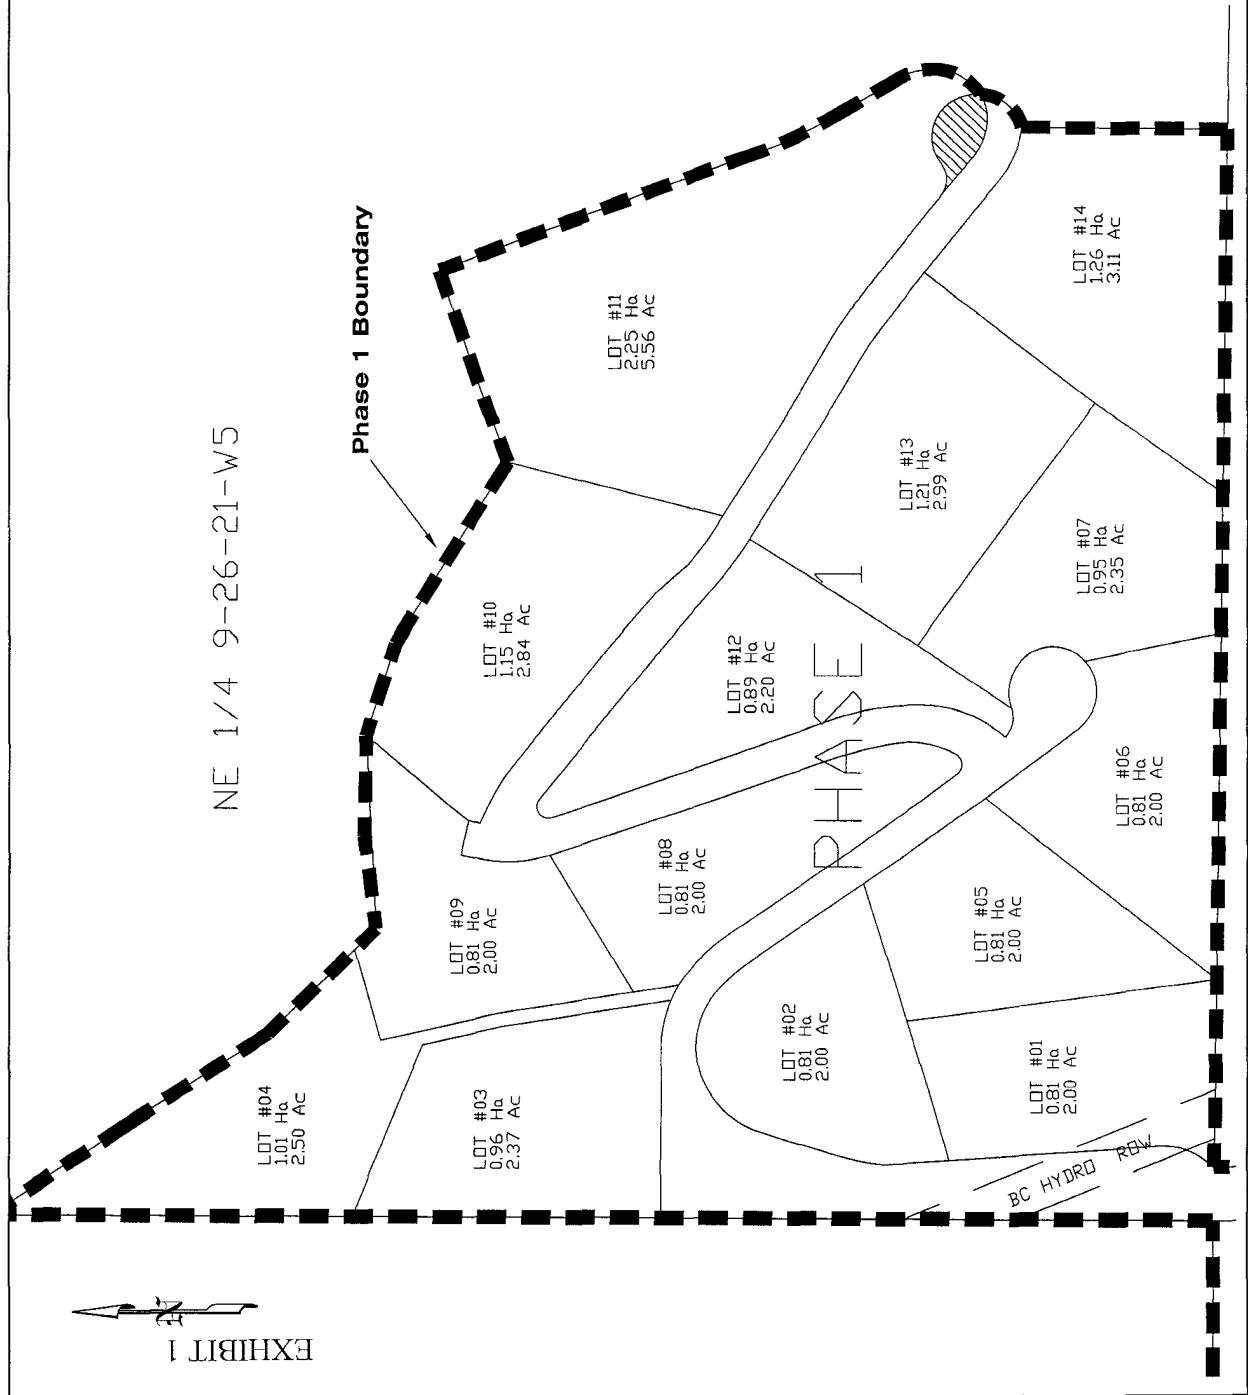 NE 1/4 9-26-21-W5
Phase 1 Boundary
LOT #11
2.25 Ha
5.56 Ac
LOT #14
1.26 Ha
3.11 Ac
LOT #13
1.21 Ha
2.99 Ac
LOT #10
1.15 Ha
2.84 Ac
LOT #07
0.95 Ha
2.35 Ac
LOT #12
0.89 Ha
2.20 Ac
PHASE 1
LOT #06
0.81 Ha
2.00 Ac
LOT #08
0.81 Ha
2.00 Ac
LOT #09
0.81 Ha
2.00 Ac
LOT #05
0.81 Ha
2.00 Ac
LOT #02
0.81 Ha
2.00 Ac
LOT #01
0.81 Ha
2.00 Ac
LOT #04
1.01 Ha
2.50 Ac
LOT #03
0.96 Ha
2.37 Ac
BC HYDRO ROW
N
EXHIBIT 1